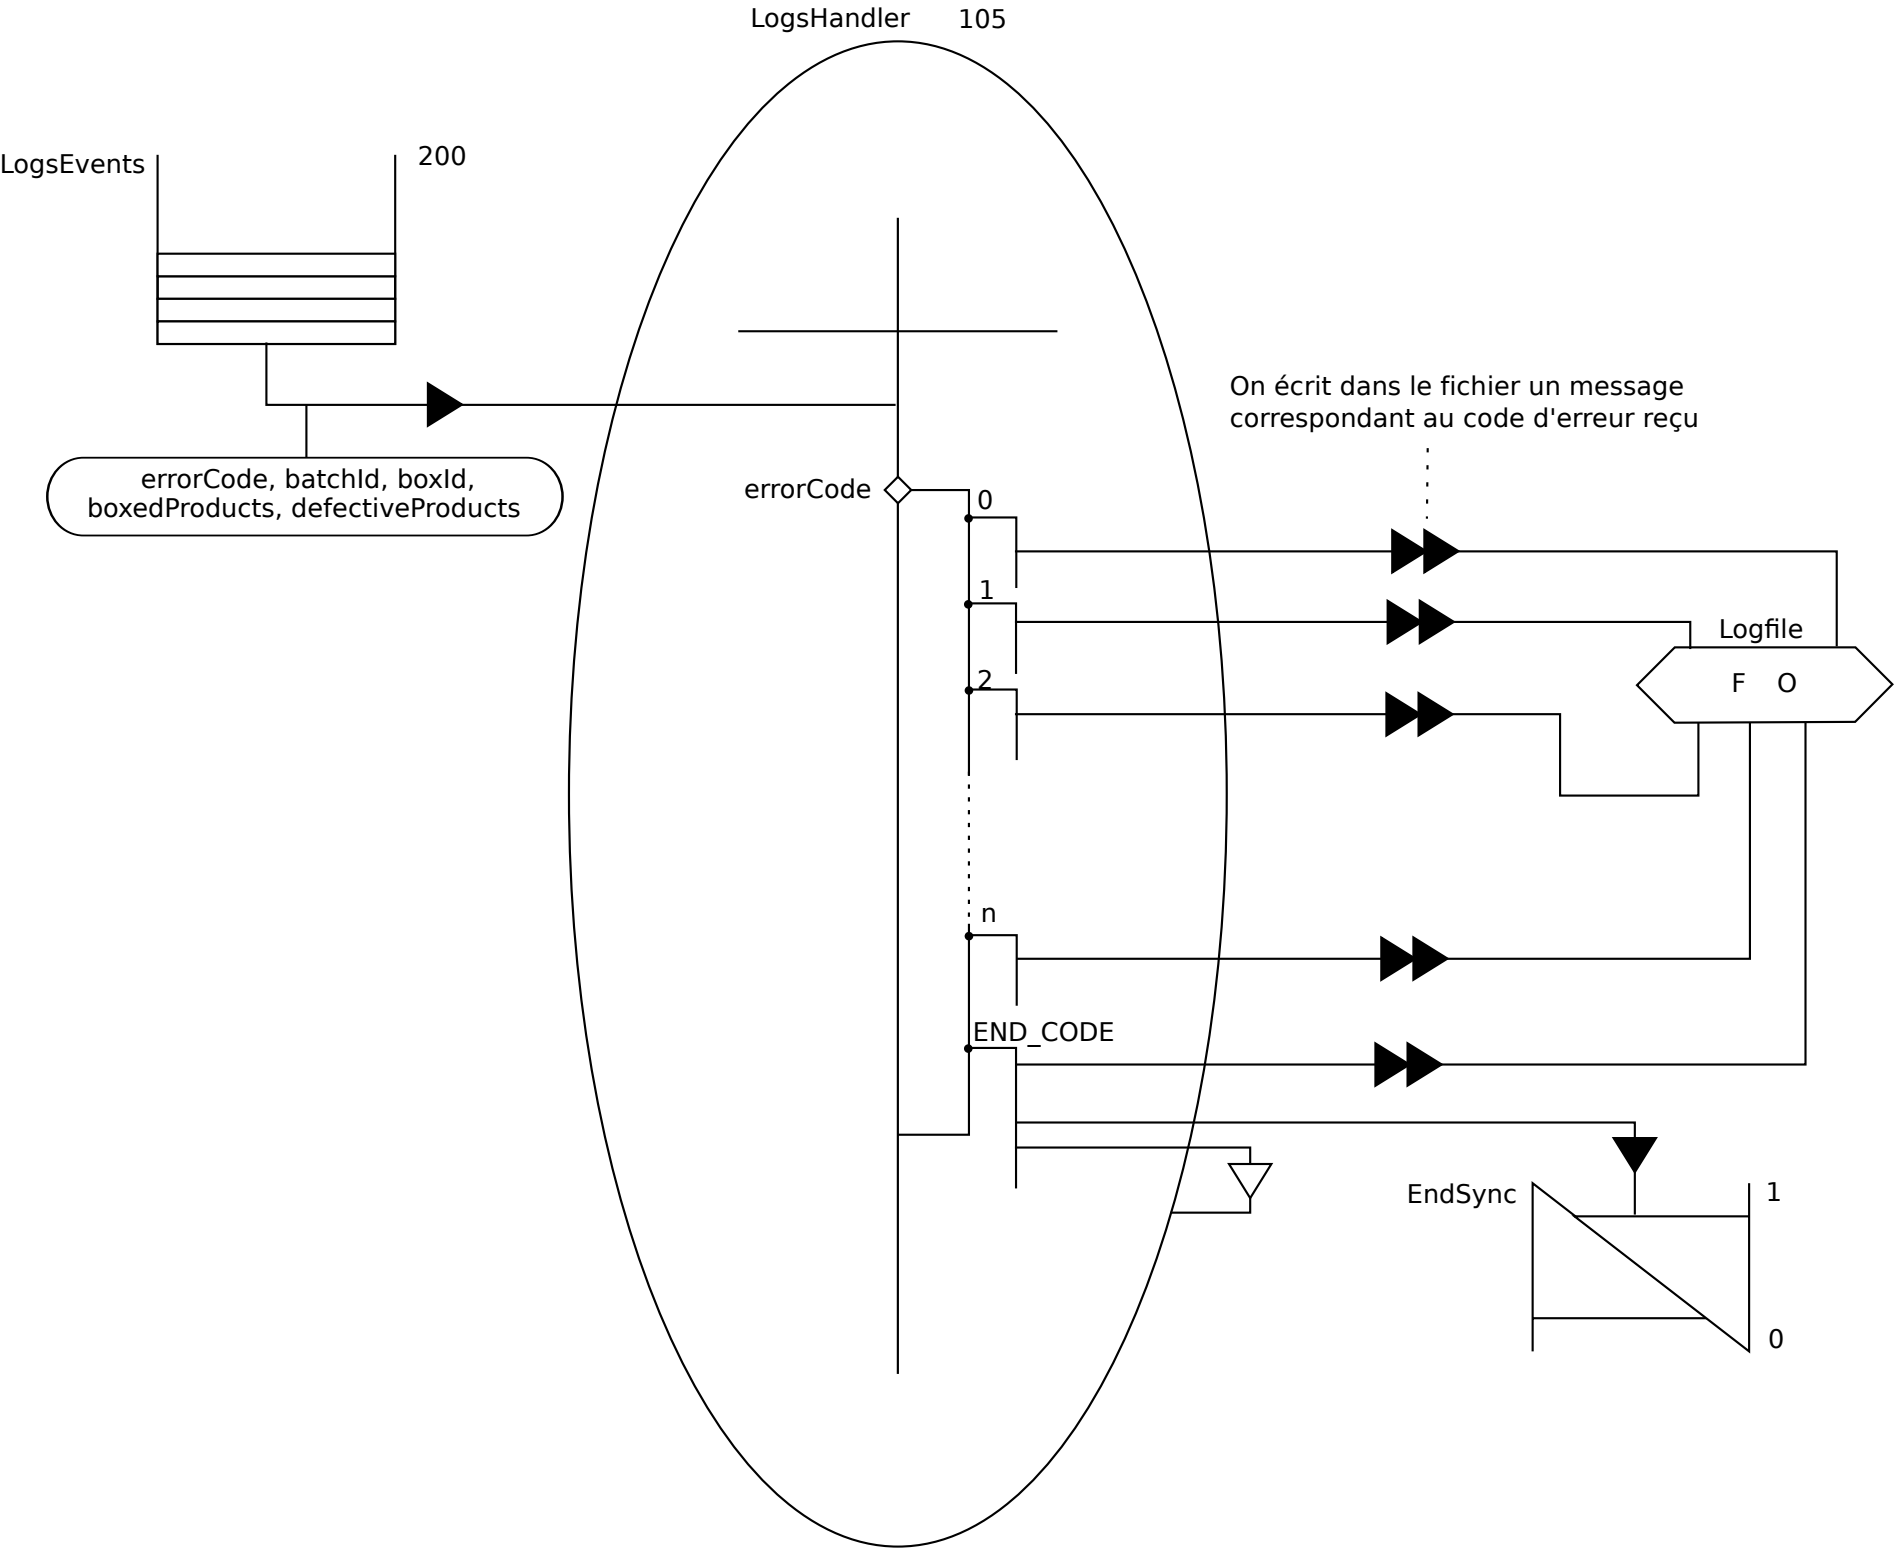 LogsHandler 105
LogsEvents
200
errorCode, batchId, boxId,
boxedProducts, defectiveProducts
On écrit dans le fichier un message
correspondant au code d'erreur reçu
errorCode
0
1
2
n
END_CODE
Logfile
F O
EndSync
1
0